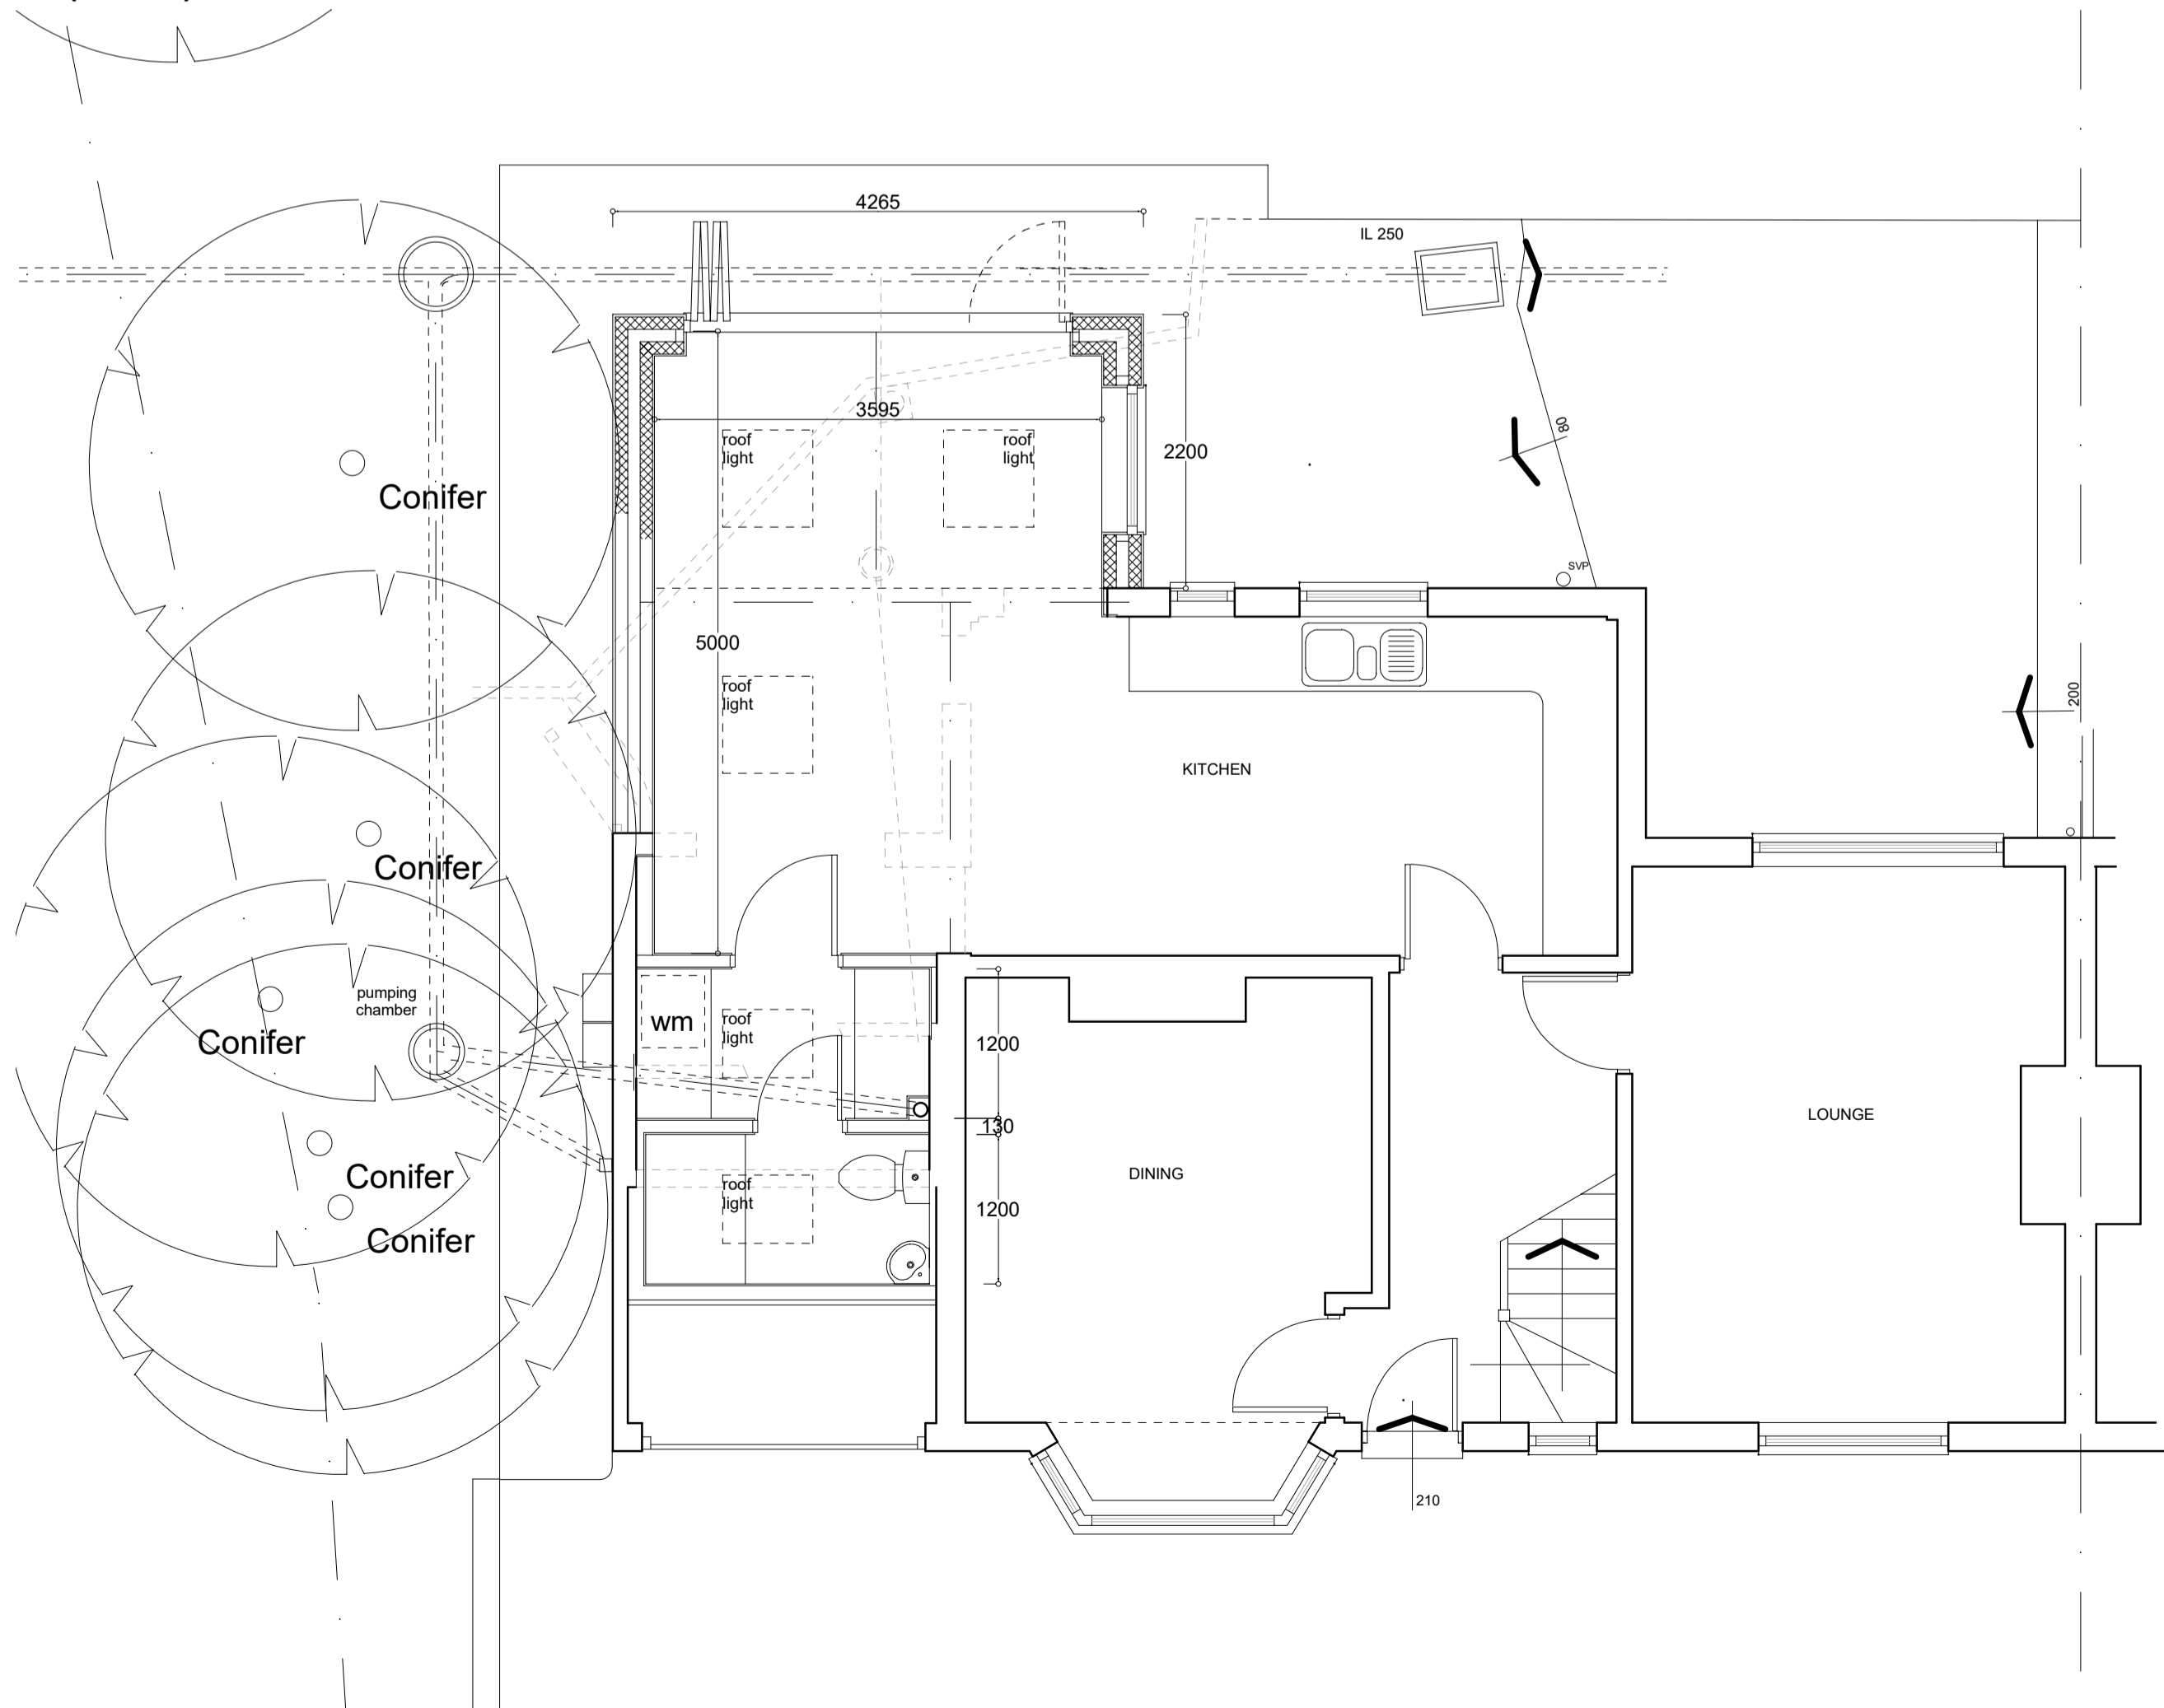 4265
IL 250
3595
roof
light
roof
light
2200
80
Conifer
SVP
5000
roof
light
200
KITCHEN
Conifer
pumping
chamber
wm
roof
light
1200
Conifer
130
LOUNGE
DINING
Conifer
roof
light
1200
Conifer
210